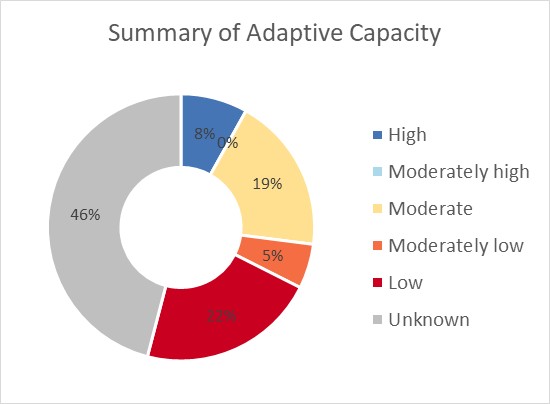 Summary of Adaptive Capacity
8%
0%
19%
5%
22%
46%
High
Moderately high
Moderate
Moderately low
Low
Unknown